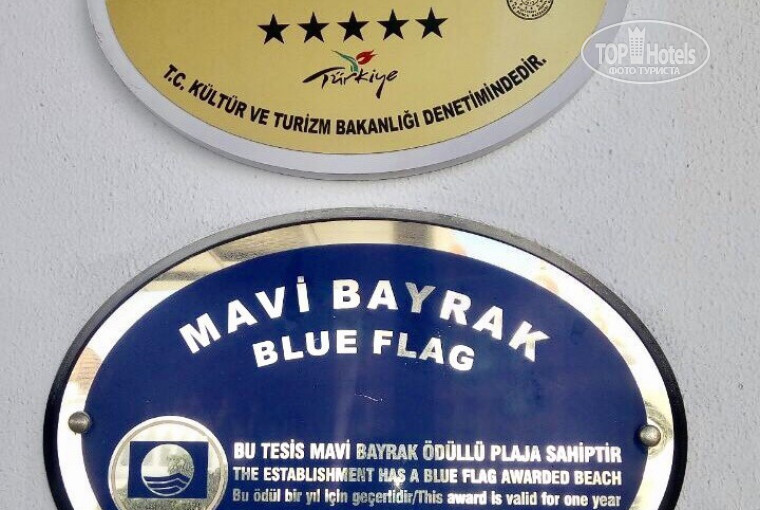 ★★★★★
Türkiye
T.C. KÜLTÜR VE TURİZM BAKANLIĞI DENETİMİNDEDİR.
TOPHotels
ФОТО ТУРИСТА
MAVİ BAYRAK
BLUE FLAG
BU TESİS MAVİ BAYRAK ÖDÜLLÜ PLAJA SAHİPTİR
THE ESTABLISHMENT HAS A BLUE FLAG AWARDED BEACH
Bu ödül bir yıl için geçerlidir/This award is valid for one year